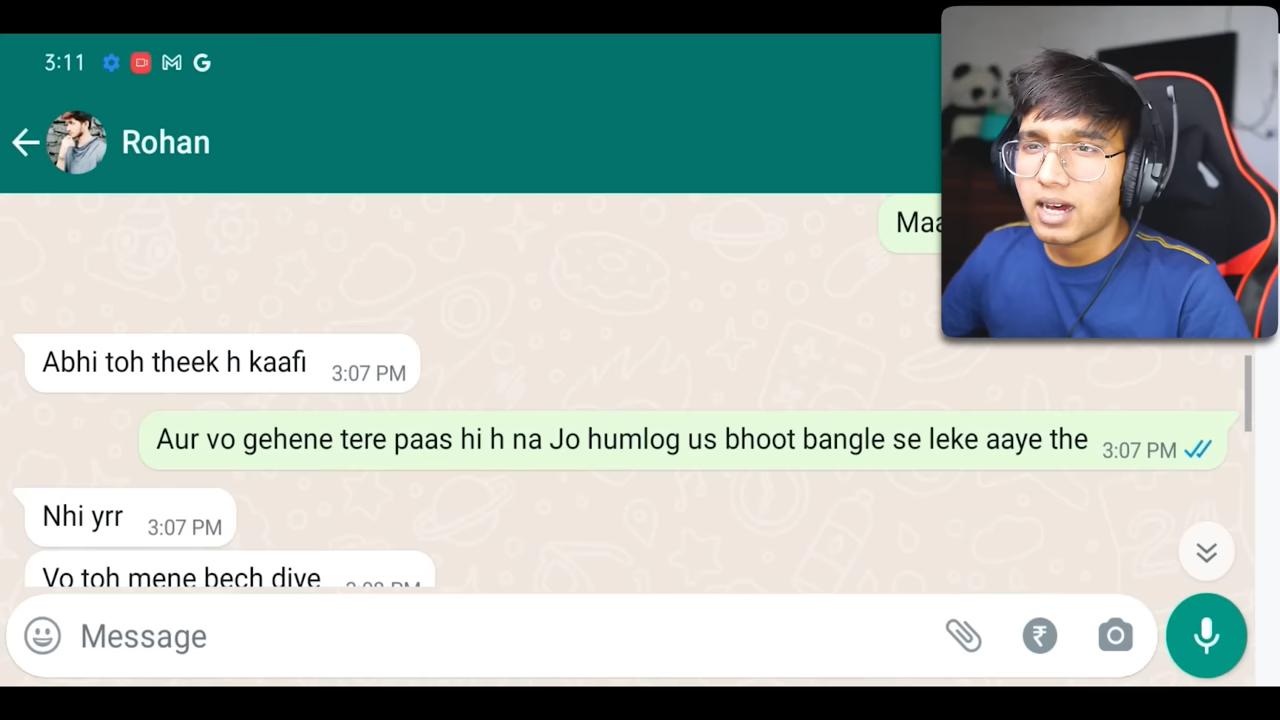 3:11
Rohan
Abhi toh theek h kaafi 3:07 PM
Aur vo gehene tere paas hi h na Jo humlog us bhoot bangle se leke aaye the 3:07 PM
Nhi yrr 3:07 PM
Vo toh mene bech diye
Message